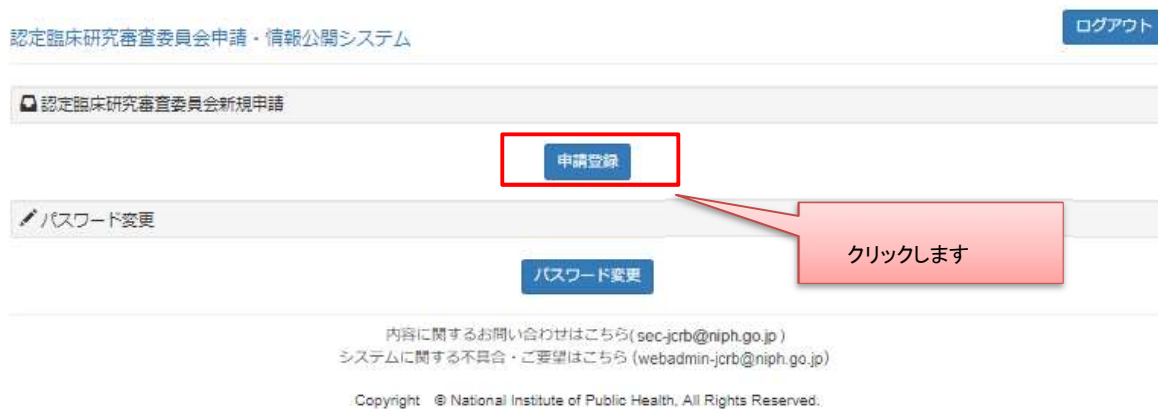 認定臨床研究審査委員会申請・情報公開システム
ログアウト
認定臨床研究審査委員会新規申請
申請登録
パスワード変更
クリックします
パスワード変更
内容に関するお問い合わせはこちら( sec-jcrb@niph.go.jp )
システムに関する不具合・ご要望はこちら (webadmin-jcrb@niph.go.jp)
Copyright © National Institute of Public Health, All Rights Reserved.